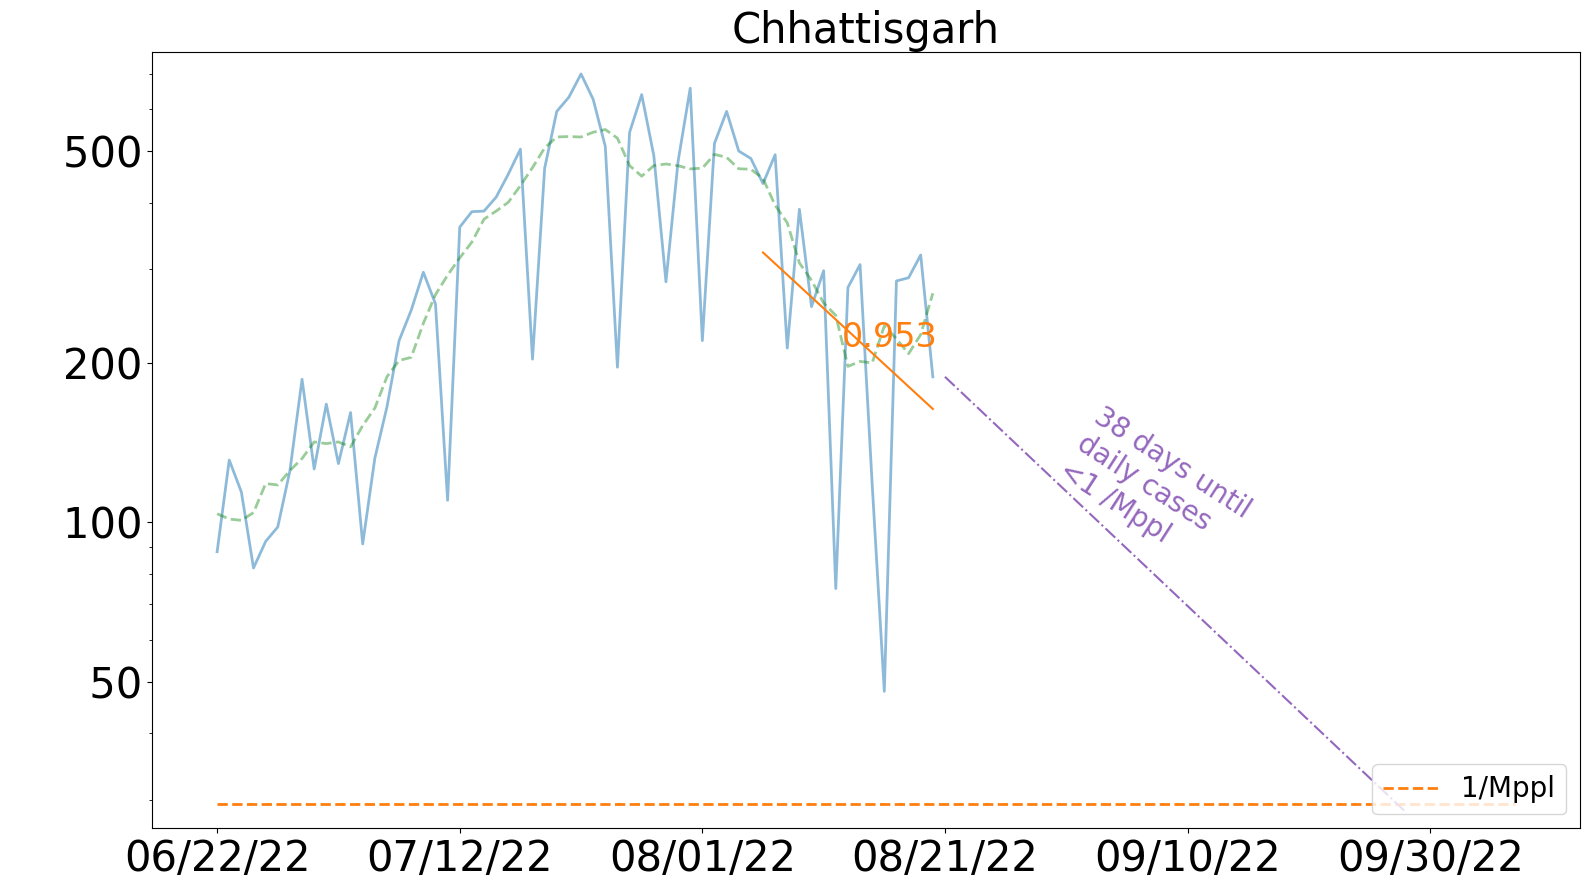 Chhattisgarh
500
200
100
50
0.953
38 days until
daily cases
<1 /Mppl
1/Mppl
06/22/22
07/12/22
08/01/22
08/21/22
09/10/22
09/30/22